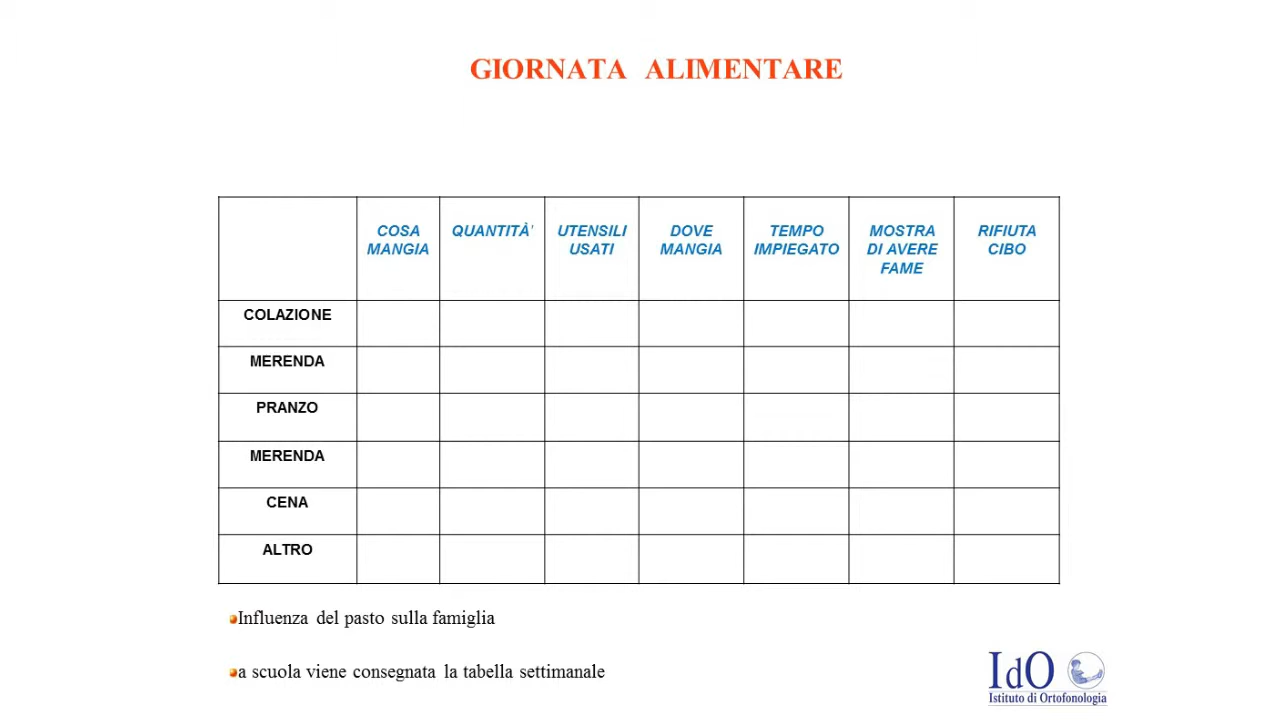 GIORNATA ALIMENTARE
COSA MANGIA
QUANTITÀ'
UTENSILI USATI
DOVE MANGIA
TEMPO IMPIEGATO
MOSTRA DI AVERE FAME
RIFIUTA CIBO
COLAZIONE
MERENDA
PRANZO
MERENDA
CENA
ALTRO
Influenza del pasto sulla famiglia
a scuola viene consegnata la tabella settimanale
IdO
Istituto di Ortofonologia